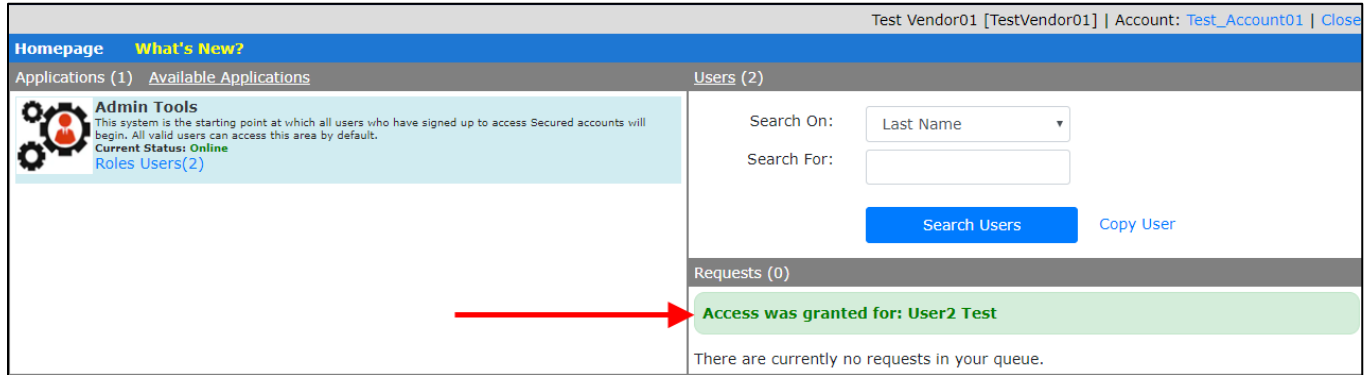 Test Vendor01 [TestVendor01] | Account: Test_Account01 | Close
Homepage What's New?
Applications (1) Available Applications
Admin Tools
This system is the starting point at which all users who have signed up to access Secured accounts will
begin. All valid users can access this area by default.
Current Status: Online
Roles Users(2)
Users (2)
Search On: Last Name
Search For:
Search Users Copy User
Requests (0)
Access was granted for: User2 Test
There are currently no requests in your queue.